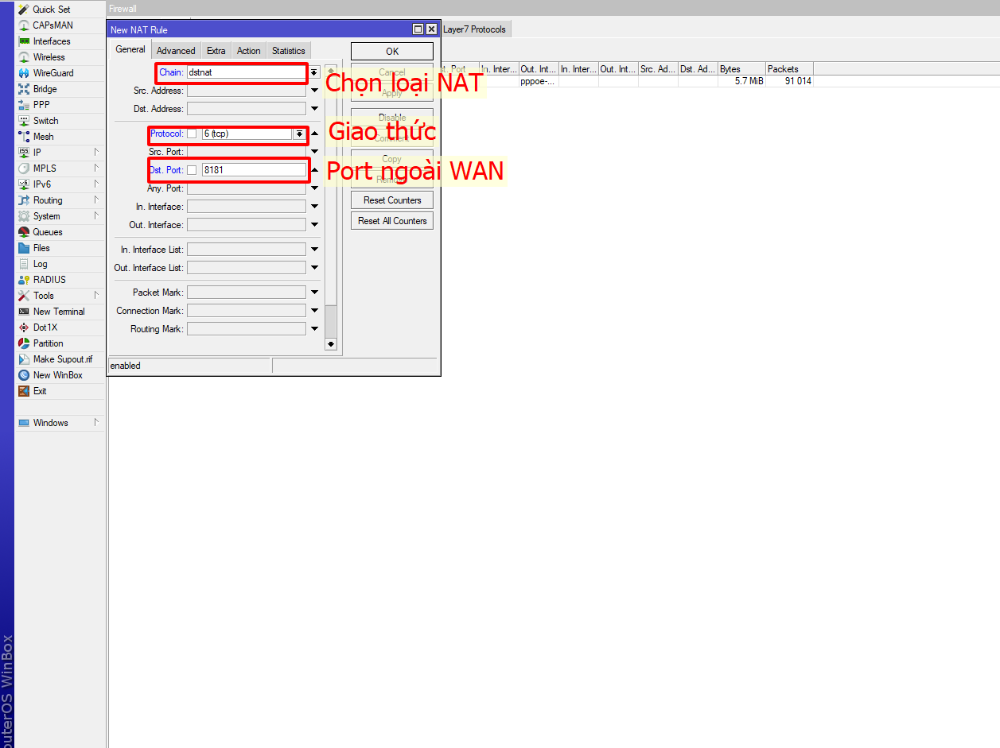 Quick Set
CAPsMAN
Interfaces
Wireless
WireGuard
Bridge
PPP
Switch
Mesh
IP
MPLS
IPv6
Routing
System
Queues
Files
Log
RADIUS
Tools
New Terminal
Dot1X
Partition
Make Supout.rif
New WinBox
Exit
Windows
outerOS WinBox
Firewall
Layer7 Protocols
t. Port In. Inter... Out. Int... In. Inter... Out. Int... Src. Ad... Dst. Ad... Bytes Packets
pppoe-... 5.7 MiB 91 014
New NAT Rule
General Advanced Extra Action Statistics
Chain: dstnat
Src. Address:
Dst. Address:
Protocol: 6 (tcp)
Src. Port:
Dst. Port: 8181
Any. Port:
In. Interface:
Out. Interface:
In. Interface List:
Out. Interface List:
Packet Mark:
Connection Mark:
Routing Mark:
enabled
OK
Cancel
Apply
Disable
Comment
Copy
Remove
Reset Counters
Reset All Counters
Chọn loại NAT
Giao thức
Port ngoài WAN